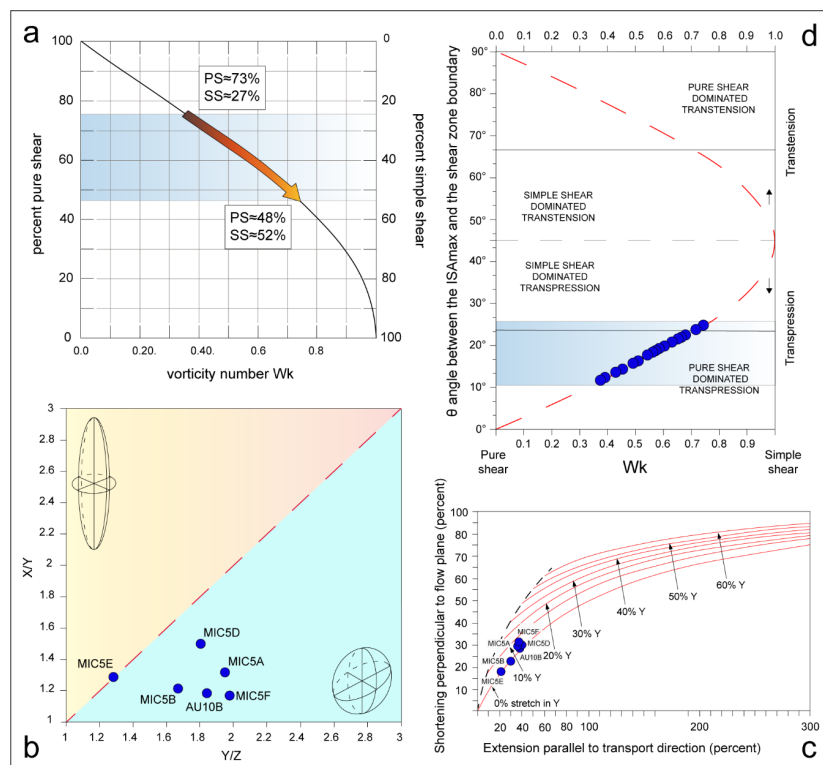 a
100
80
60
40
20
0
percent pure shear
0
20
40
60
80
100
percent simple shear
PS≈73%
SS≈27%
PS≈48%
SS≈52%
0.0
0.20.
0.40.
0.60
0.8
vorticity number Wk
d
0.0
0.1
0.2
0.3
0.4
0.5
0.6
0.7
0.8
0.9
1.0
θ angle between the ISAmax and the shear zone boundary
90°
80°
70°
60°
50°
40°
30°
20°
10°
0°
PURE SHEAR
DOMINATED
TRANSTENSION
SIMPLE SHEAR
DOMINATED
TRANSTENSION
SIMPLE SHEAR
DOMINATED
TRANSPRESSION
PURE SHEAR
DOMINATED
TRANSPRESSION
Transtension
Transpression
0.1
0.2
0.3
0.4
0.5
0.6
0.7
0.8
0.9
Pure
shear
Wk
Simple
shear
b
3
2.8
2.6
2.4
2.2
2
1.8
1.6
1.4
1.2
1
X/Y
MIC5D
MIC5E
MIC5A
MIC5B
MIC5F
AU10B
1
1.2
1.4
1.6
1.8
2
2.2
2.4
2.6
2.8
3
Y/Z
c
Shortening perpendicular to flow plane (percent)
100
90
80
70
60
50
40
30
20
10
60% Y
50% Y
40% Y
30% Y
20% Y
10% Y
0% stretch in Y
MIC5F
MIC5A
MIC5D
MIC5B
AU10B
MIC5E
20
40
60
80
100
200
300
Extension parallel to transport direction (percent)